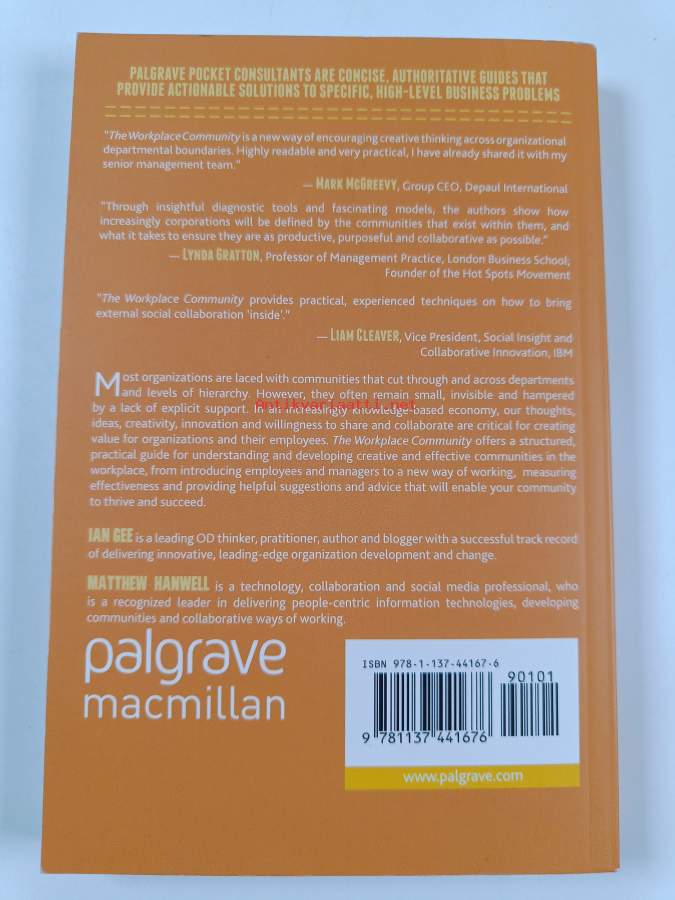 PALGRAVE POCKET CONSULTANTS ARE CONCISE, AUTHORITATIVE GUIDES THAT
PROVIDE ACTIONABLE SOLUTIONS TO SPECIFIC, HIGH-LEVEL BUSINESS PROBLEMS
"The Workplace Community is a new way of encouraging creative thinking across organizational
departmental boundaries. Highly readable and very practical, I have already shared it with my
senior management team."
— MARK MCGREEVY, Group CEO, Depaul International
"Through insightful diagnostic tools and fascinating models, the authors show how
increasingly corporations will be defined by the communities that exist within them, and
what it takes to ensure they are as productive, purposeful and collaborative as possible."
— LYNDA GRATTON, Professor of Management Practice, London Business School;
Founder of the Hot Spots Movement
"The Workplace Community provides practical, experienced techniques on how to bring
external social collaboration 'inside'."
— LIAM CLEAVER, Vice President, Social Insight and
Collaborative Innovation, IBM
Most organizations are laced with communities that cut through and across departments
and levels of hierarchy. However, they often remain small, invisible and hampered
by a lack of explicit support. In an increasingly knowledge-based economy, our thoughts,
Antikvariaatti.net
ideas, creativity, innovation and willingness to share and collaborate are critical for creating
value for organizations and their employees. The Workplace Community offers a structured,
practical guide for understanding and developing creative and effective communities in the
workplace, from introducing employees and managers to a new way of working, measuring
effectiveness and providing helpful suggestions and advice that will enable your community
to thrive and succeed.
IAN GEE is a leading OD thinker, pratitioner, author and blogger with a successful track record
of delivering innovative, leading-edge organization development and change.
MATTHEW HANWELL is a technology, collaboration and social media professional, who
is a recognized leader in delivering people-centric information technologies, developing
communities and collaborative ways of working.
palgrave
macmillan
ISBN 978-1-137-44167-6
90101
9 781137 441676
www.palgrave.com